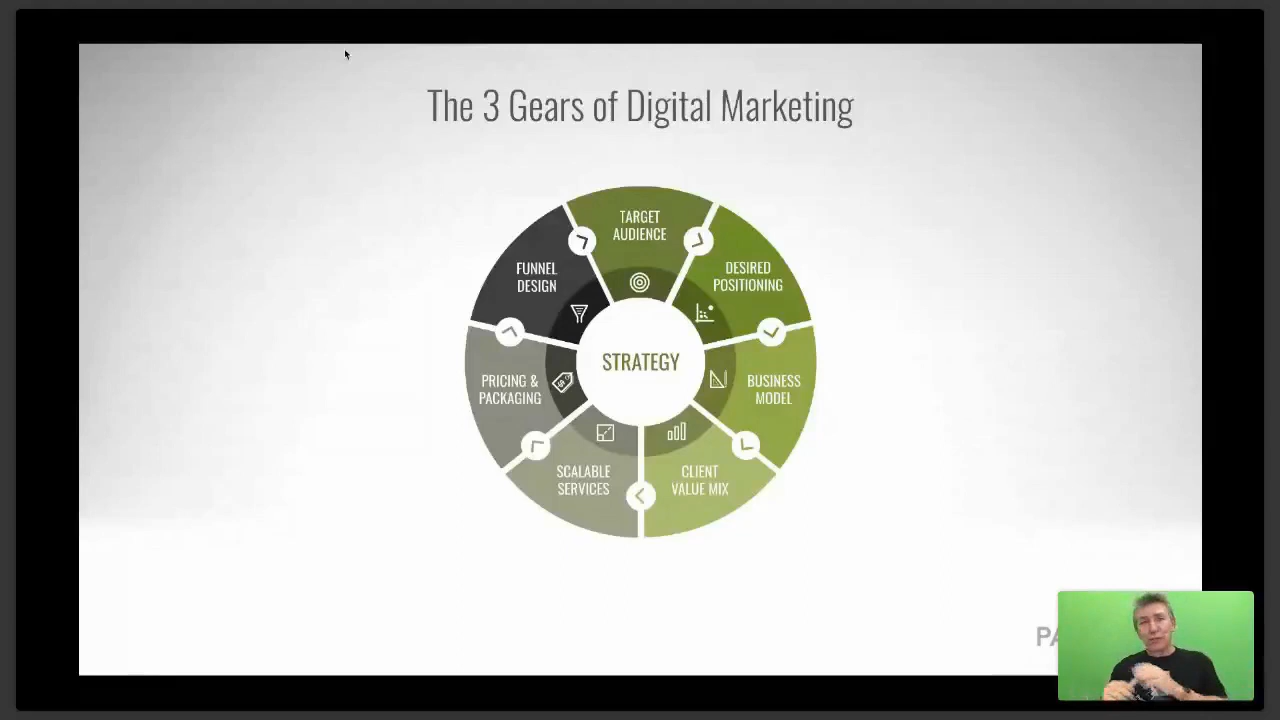 The 3 Gears of Digital Marketing
TARGET
AUDIENCE
DESIRED
POSITIONING
BUSINESS
MODEL
CLIENT
VALUE MIX
SCALABLE
SERVICES
PRICING &
PACKAGING
FUNNEL
DESIGN
STRATEGY
PA